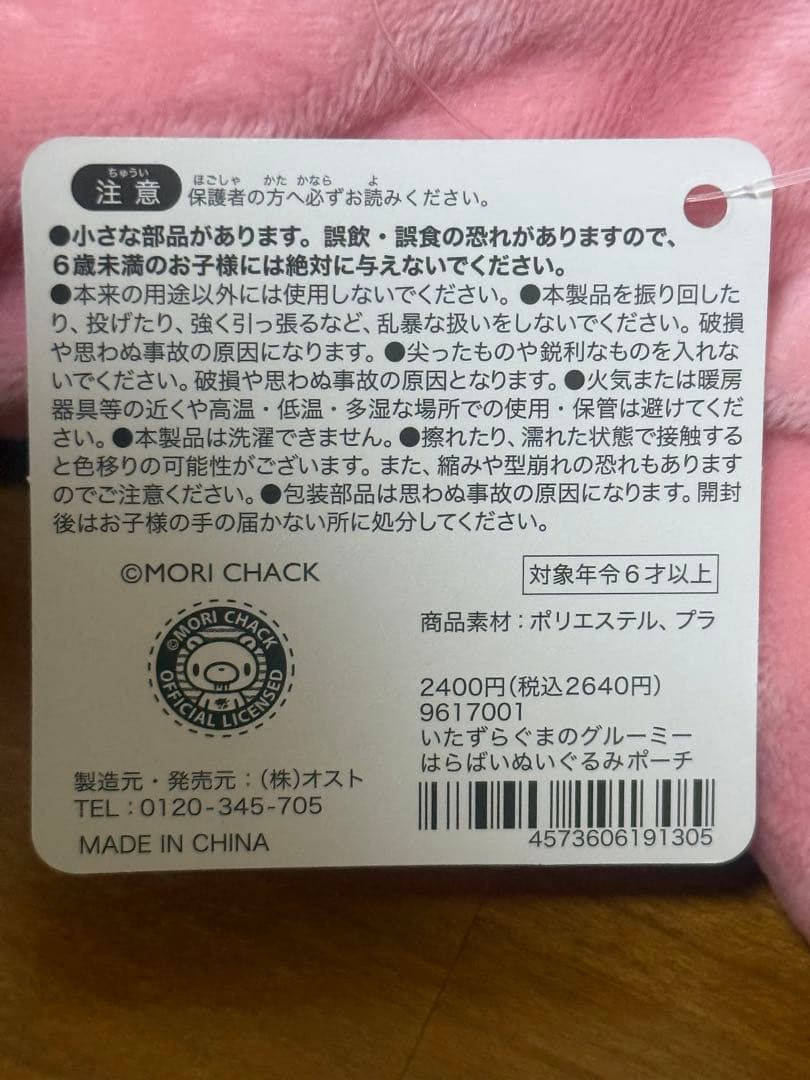 ちゅうい
注意
ほごしゃ かた かなら よ
保護者の方へ必ずお読みください。
●小さな部品があります。誤飲・誤食の恐れがありますので、
6歳未満のお子様には絶対に与えないでください。
●本来の用途以外には使用しないでください。●本製品を振り回した
り、投げたり、強く引っ張るなど、乱暴な扱いをしないでください。破損
や思わぬ事故の原因になります。●尖ったものや鋭利なものを入れな
いでください。破損や思わぬ事故の原因となります。●火気または暖房
器具等の近くや高温・低温・多湿な場所での使用・保管は避けてくだ
さい。●本製品は洗濯できません。●擦れたり、濡れた状態で接触する
と色移りの可能性がございます。また、縮みや型崩れの恐れもあります
のでご注意ください。●包装部品は思わぬ事故の原因になります。開封
後はお子様の手の届かない所に処分してください。
©MORI CHACK
対象年令6才以上
商品素材：ポリエステル、プラ
©MORI CHACK
OFFICIAL LICENSED
2400円(税込2640円)
9617001
いたずらぐまのグルーミー
はらばいぬいぐるみポーチ
製造元・発売元：(株)オスト
TEL：0120-345-705
MADE IN CHINA
4573606191305